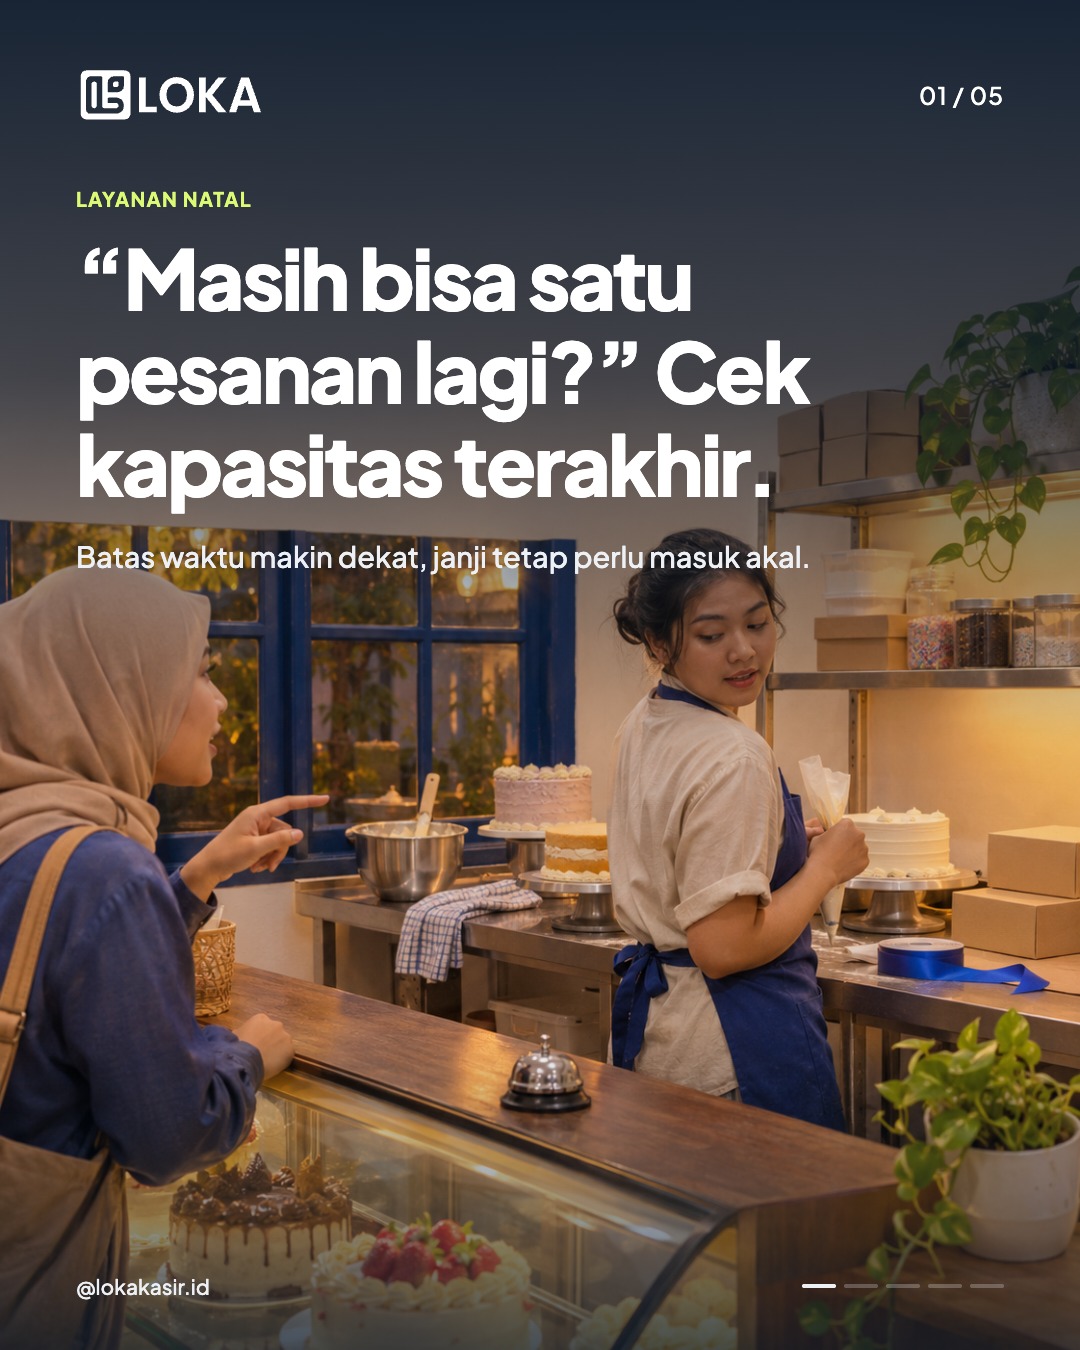 LOKA
01 / 05
LAYANAN NATAL
“Masih bisa satu
pesanan lagi?” Cek
kapasitas terakhir.
Batas waktu makin dekat, janji tetap perlu masuk akal.
@lokakasir.id